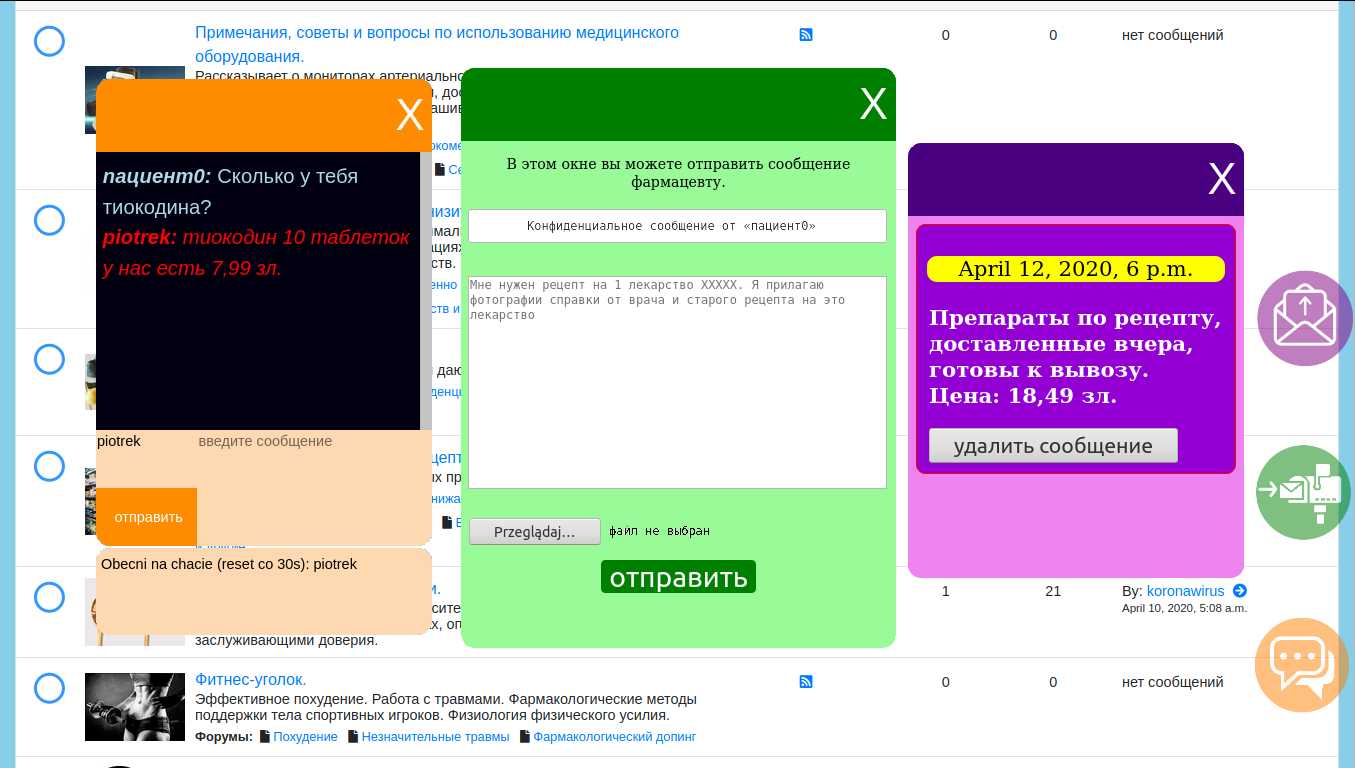 Примечания, советы и вопросы по использованию медицинского
оборудования.
0
0
нет сообщений
X
пациент0: Сколько у тебя
тиокодина?
piotrek: тиокодин 10 таблеток
у нас есть 7,99 зл.
piotrek
введите сообщение
отправить
Obecni na chacie (reset co 30s): piotrek
X
В этом окне вы можете отправить сообщение
фармацевту.
Конфиденциальное сообщение от «пациент0»
Мне нужен рецепт на 1 лекарство XXXXX. Я прилагаю
фотографии справки от врача и старого рецепта на это
лекарство
Przeglądaj...
файл не выбран
отправить
X
April 12, 2020, 6 p.m.
Препараты по рецепту,
доставленные вчера,
готовы к вывозу.
Цена: 18,49 зл.
удалить сообщение
1
21
By: koronawirus
April 10, 2020, 5:08 a.m.
заслуживающими доверия.
Фитнес-уголок.
Эффективное похудение. Работа с травмами. Фармакологические методы
поддержки тела спортивных игроков. Физиология физического усилия.
Форумы: Похудение Незначительные травмы Фармакологический допинг
0
0
нет сообщений